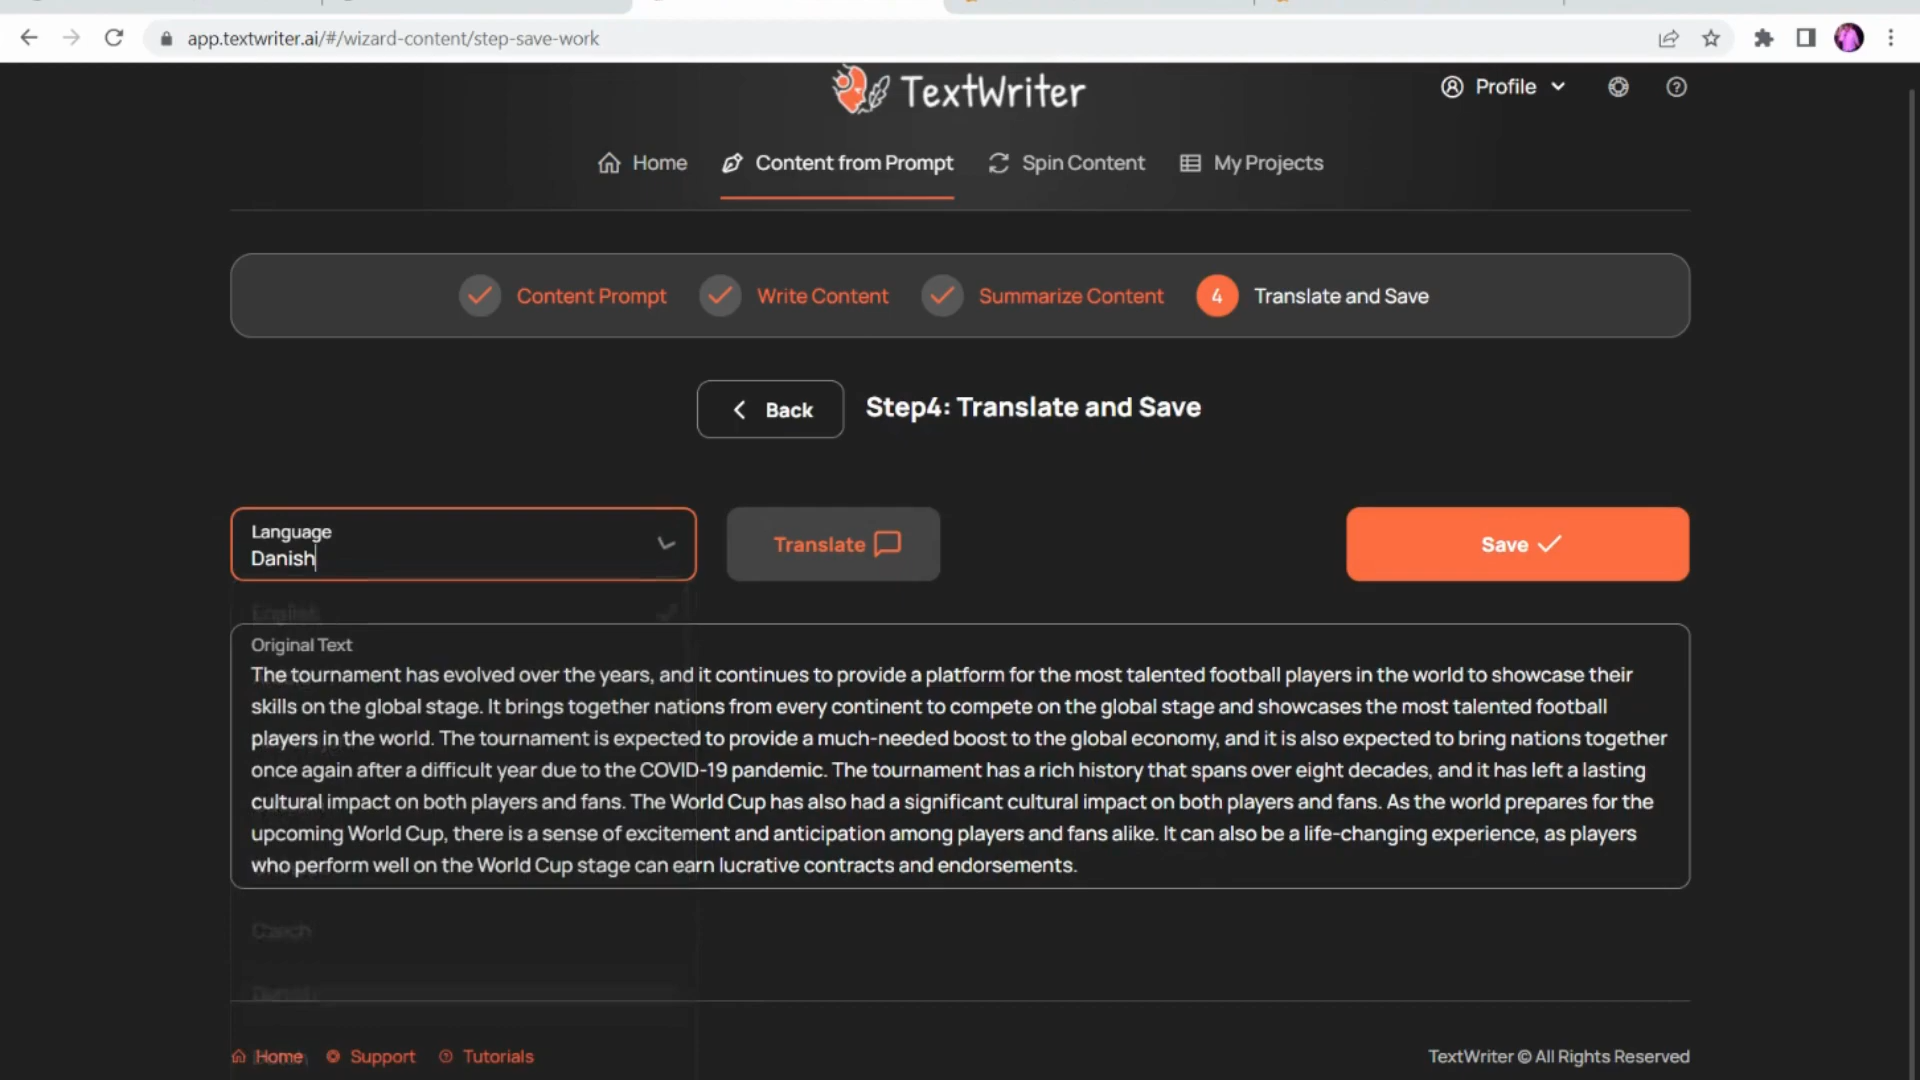 app.textwriter.ai/#/wizard-content/step-save-work
TextWriter
Profile
Home
Content from Prompt
Spin Content
My Projects
Content Prompt
Write Content
Summarize Content
4
Translate and Save
Back
Step4: Translate and Save
Language
Danish
Translate
Save
English
Original Text
The tournament has evolved over the years, and it continues to provide a platform for the most talented football players in the world to showcase their
skills on the global stage. It brings together nations from every continent to compete on the global stage and showcases the most talented football
players in the world. The tournament is expected to provide a much-needed boost to the global economy, and it is also expected to bring nations together
once again after a difficult year due to the COVID-19 pandemic. The tournament has a rich history that spans over eight decades, and it has left a lasting
cultural impact on both players and fans. The World Cup has also had a significant cultural impact on both players and fans. As the world prepares for the
upcoming World Cup, there is a sense of excitement and anticipation among players and fans alike. It can also be a life-changing experience, as players
who perform well on the World Cup stage can earn lucrative contracts and endorsements.
Czech
Danish
Home
Support
Tutorials
TextWriter © All Rights Reserved